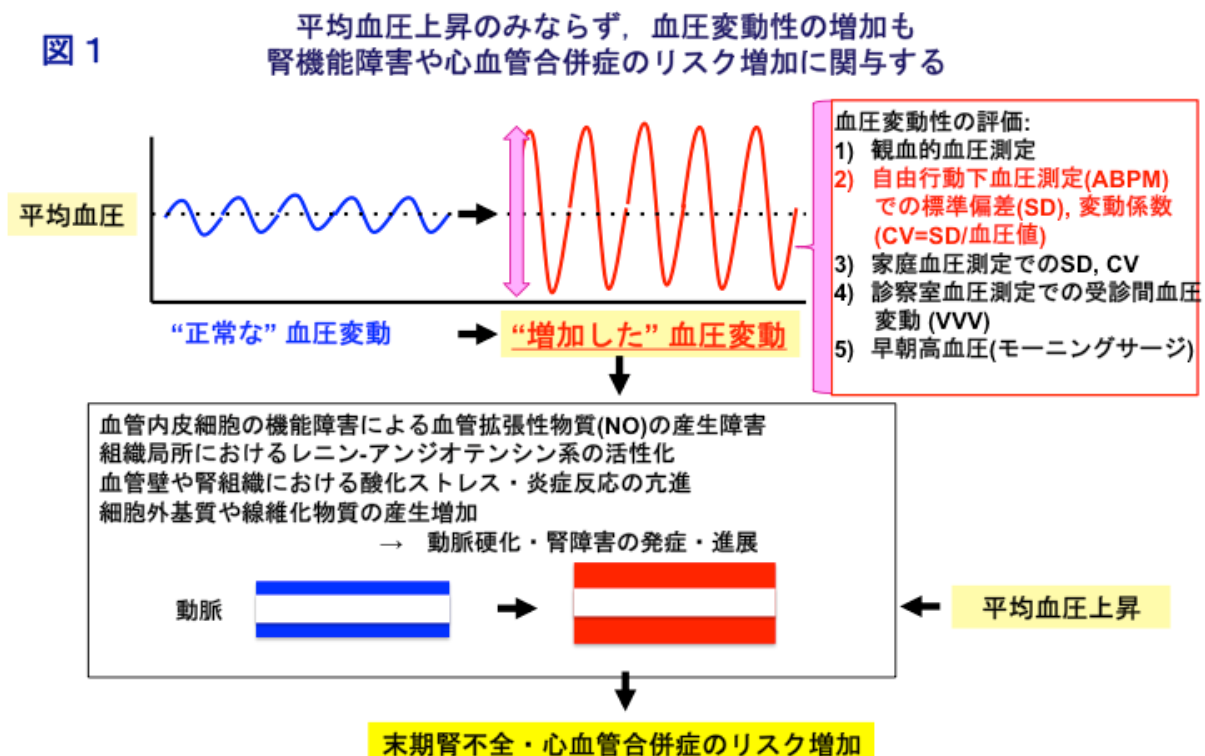 図1
平均血圧上昇のみならず，血圧変動性の増加も
腎機能障害や心血管合併症のリスク増加に関与する
平均血圧
“正常な” 血圧変動
“増加した” 血圧変動
血圧変動性の評価:
1) 観血的血圧測定
2) 自由行動下血圧測定(ABPM)
での標準偏差(SD), 変動係数
(CV=SD/血圧値)
3) 家庭血圧測定でのSD, CV
4) 診察室血圧測定での受診間血圧
変動 (VVV)
5) 早朝高血圧(モーニングサージ)
血管内皮細胞の機能障害による血管拡張性物質(NO)の産生障害
組織局所におけるレニン-アンジオテンシン系の活性化
血管壁や腎組織における酸化ストレス・炎症反応の亢進
細胞外基質や線維化物質の産生増加
→ 動脈硬化・腎障害の発症・進展
動脈
平均血圧上昇
末期腎不全・心血管合併症のリスク増加